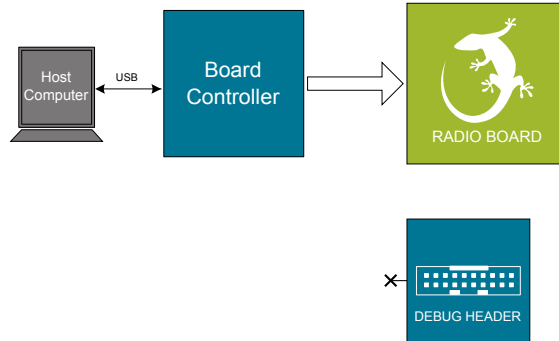 Host
Computer
USB
Board
Controller
RADIO BOARD
DEBUG HEADER